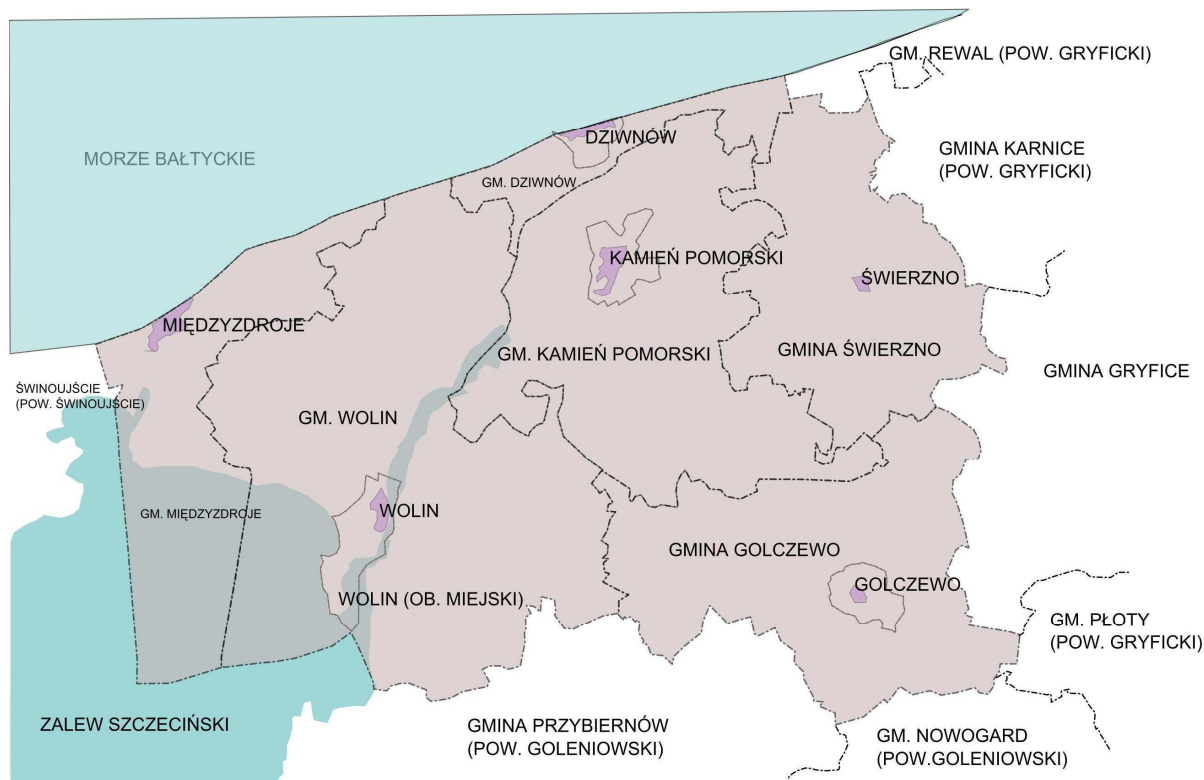 GM. REWAL (POW. GRYFICKI)
DZIWNÓW
GMINA KARNICE
(POW. GRYFICKI)
MORZE BAŁTYCKIE
GM. DZIWNÓW
KAMIEŃ POMORSKI
ŚWIERZNO
MIĘDZYZDROJE
GM. KAMIEŃ POMORSKI
GMINA ŚWIERZNO
GMINA GRYFICE
ŚWINOUJŚCIE
(POW. ŚWINOUJŚCIE)
GM. WOLIN
GM. MIĘDZYZDROJE
WOLIN
GMINA GOLCZEWO
GOLCZEWO
WOLIN (OB. MIEJSKI)
GM. PŁOTY
(POW. GRYFICKI)
ZALEW SZCZECIŃSKI
GMINA PRZYBIERNÓW
(POW. GOLENIOWSKI)
GM. NOWOGARD
(POW.GOLENIOWSKI)